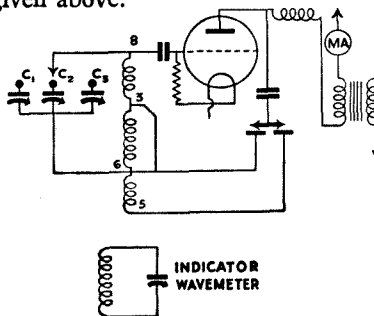 given above.
8
C1 C2 C3
MA
3
6
5
INDICATOR
WAVEMETER